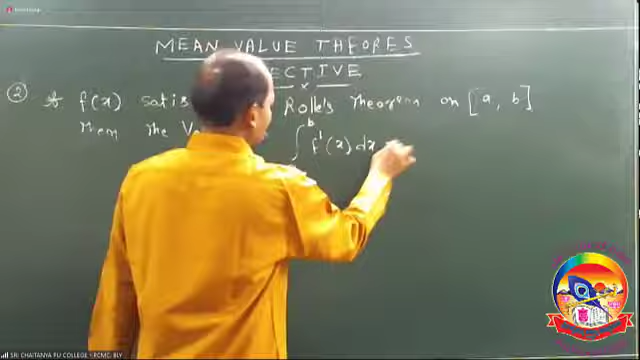 MEAN VALUE THEORES
ECTIVE
② If f(x) satis Rolle's Theorem on [a, b]
then the Va ∫ᵇ f'(x) dx
SRI CHAITANYA PU COLLEGE - PCMC: BLY